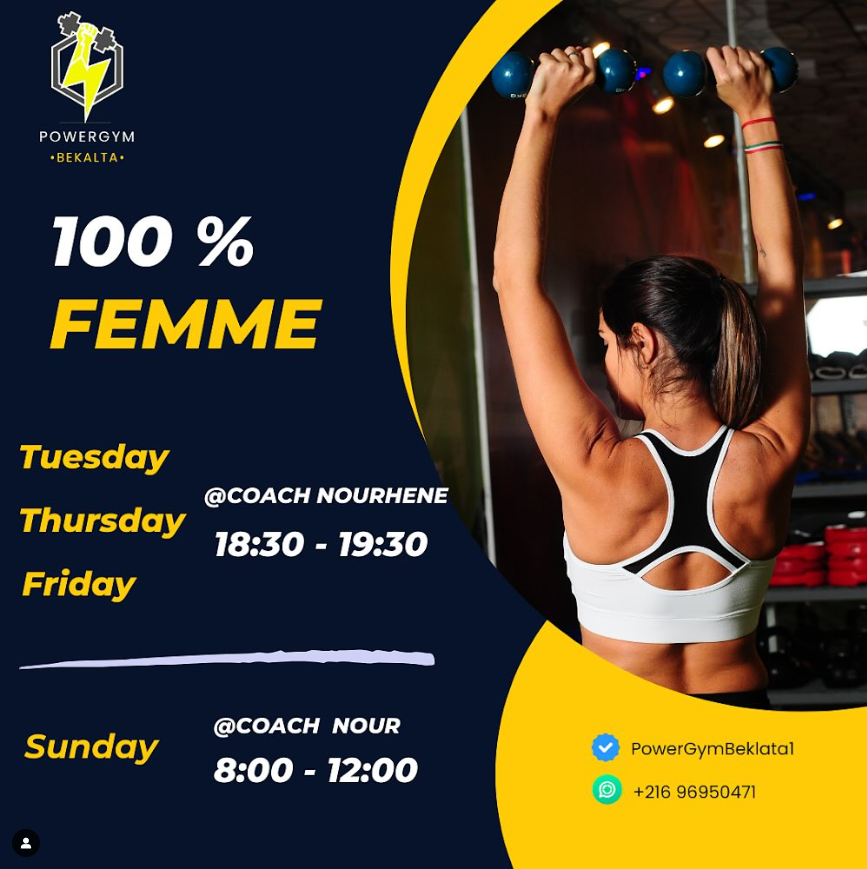 POWERGYM
•BEKALTA•
100 %
FEMME
Tuesday
Thursday
Friday
@COACH NOURHENE
18:30 - 19:30
Sunday
@COACH NOUR
8:00 - 12:00
PowerGymBeklata1
+216 96950471